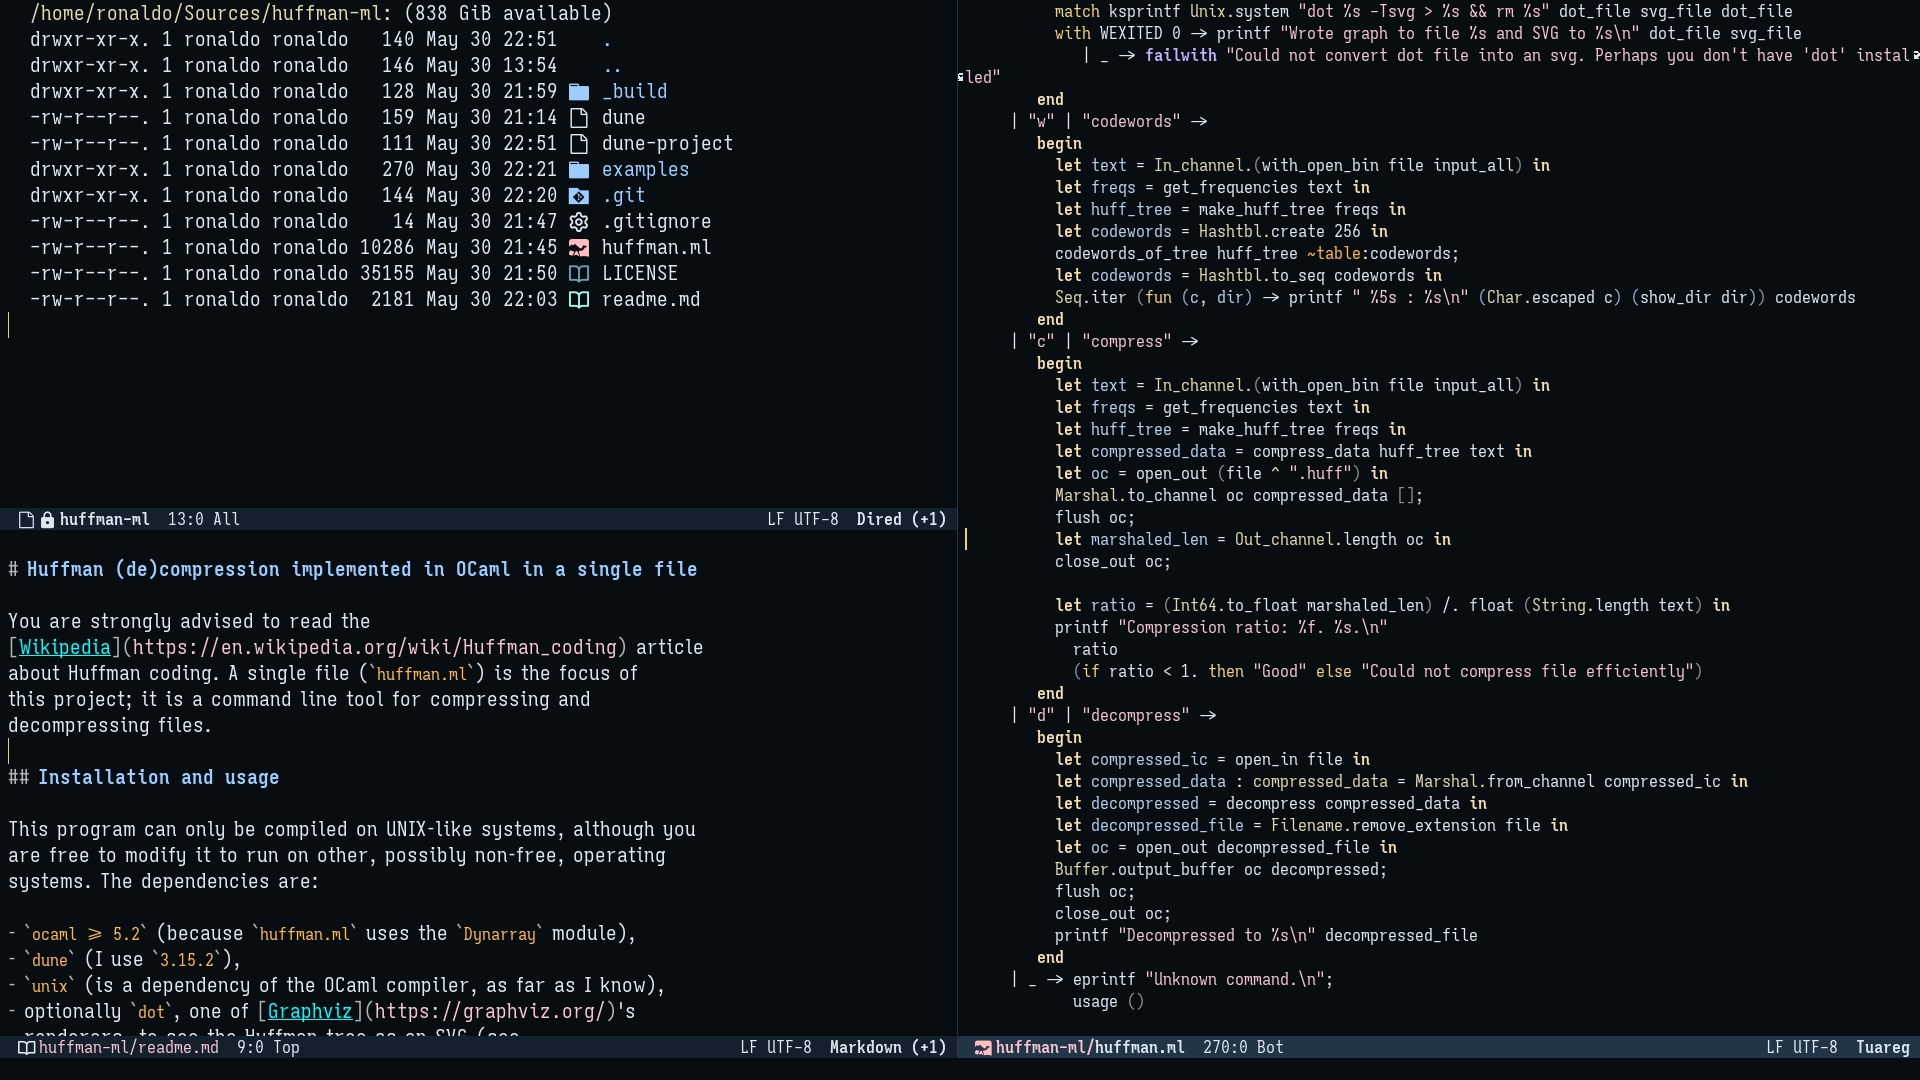 /home/ronaldo/Sources/huffman-ml: (838 GiB available)
drwxr-xr-x. 1 ronaldo ronaldo   140 May 30 22:51    .
drwxr-xr-x. 1 ronaldo ronaldo   146 May 30 13:54    ..
drwxr-xr-x. 1 ronaldo ronaldo   128 May 30 21:59    _build
-rw-r--r--. 1 ronaldo ronaldo   159 May 30 21:14    dune
-rw-r--r--. 1 ronaldo ronaldo   111 May 30 22:51    dune-project
drwxr-xr-x. 1 ronaldo ronaldo   270 May 30 22:21    examples
drwxr-xr-x. 1 ronaldo ronaldo   144 May 30 22:20    .git
-rw-r--r--. 1 ronaldo ronaldo    14 May 30 21:47    .gitignore
-rw-r--r--. 1 ronaldo ronaldo 10286 May 30 21:45    huffman.ml
-rw-r--r--. 1 ronaldo ronaldo 35155 May 30 21:50    LICENSE
-rw-r--r--. 1 ronaldo ronaldo  2181 May 30 22:03    readme.md
huffman-ml  13:0 All  LF UTF-8  Dired (+1)
# Huffman (de)compression implemented in OCaml in a single file
You are strongly advised to read the
[Wikipedia](https://en.wikipedia.org/wiki/Huffman_coding) article
about Huffman coding. A single file (`huffman.ml`) is the focus of
this project; it is a command line tool for compressing and
decompressing files.
## Installation and usage
This program can only be compiled on UNIX-like systems, although you
are free to modify it to run on other, possibly non-free, operating
systems. The dependencies are:
- `ocaml ≥ 5.2` (because `huffman.ml` uses the `Dynarray` module),
- `dune` (I use `3.15.2`),
- `unix` (is a dependency of the OCaml compiler, as far as I know),
- optionally `dot`, one of [Graphviz](https://graphviz.org/)'s
renderers, to see the Huffman tree as an SVG (see
huffman-ml/readme.md  9:0 Top  LF UTF-8  Markdown (+1)
match ksprintf Unix.system "dot %s -Tsvg > %s && rm %s" dot_file svg_file dot_file
with WEXITED 0 → printf "Wrote graph to file %s and SVG to %s\n" dot_file svg_file
| _ → failwith "Could not convert dot file into an svg. Perhaps you don't have 'dot' instal
led"
end
| "w" | "codewords" →
begin
let text = In_channel.(with_open_bin file input_all) in
let freqs = get_frequencies text in
let huff_tree = make_huff_tree freqs in
let codewords = Hashtbl.create 256 in
codewords_of_tree huff_tree ~table:codewords;
let codewords = Hashtbl.to_seq codewords in
Seq.iter (fun (c, dir) → printf " %5s : %s\n" (Char.escaped c) (show_dir dir)) codewords
end
| "c" | "compress" →
begin
let text = In_channel.(with_open_bin file input_all) in
let freqs = get_frequencies text in
let huff_tree = make_huff_tree freqs in
let compressed_data = compress_data huff_tree text in
let oc = open_out (file ^ ".huff") in
Marshal.to_channel oc compressed_data [];
flush oc;
let marshaled_len = Out_channel.length oc in
close_out oc;
let ratio = (Int64.to_float marshaled_len) /. float (String.length text) in
printf "Compression ratio: %f. %s.\n"
ratio
(if ratio < 1. then "Good" else "Could not compress file efficiently")
end
| "d" | "decompress" →
begin
let compressed_ic = open_in file in
let compressed_data : compressed_data = Marshal.from_channel compressed_ic in
let decompressed = decompress compressed_data in
let decompressed_file = Filename.remove_extension file in
let oc = open_out decompressed_file in
Buffer.output_buffer oc decompressed;
flush oc;
close_out oc;
printf "Decompressed to %s\n" decompressed_file
end
| _ → eprintf "Unknown command.\n";
usage ()
huffman-ml/huffman.ml  270:0 Bot  LF UTF-8  Tuareg